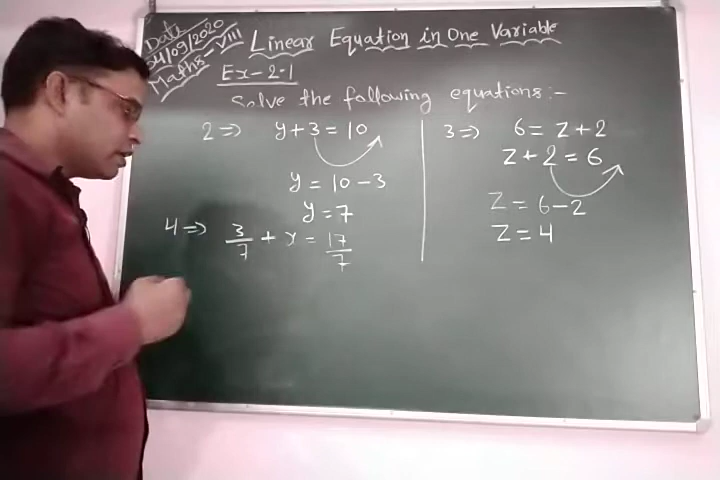 Date
04/09/2020
Maths - VIII
Linear Equation in One Variable
Ex-2.1
Solve the following equations:-
2 ⇒ y+3=10
y = 10-3
y = 7
3 ⇒ 6 = z+2
z+2 = 6
z = 6-2
z = 4
4 ⇒ 3/7 + x = 17/7